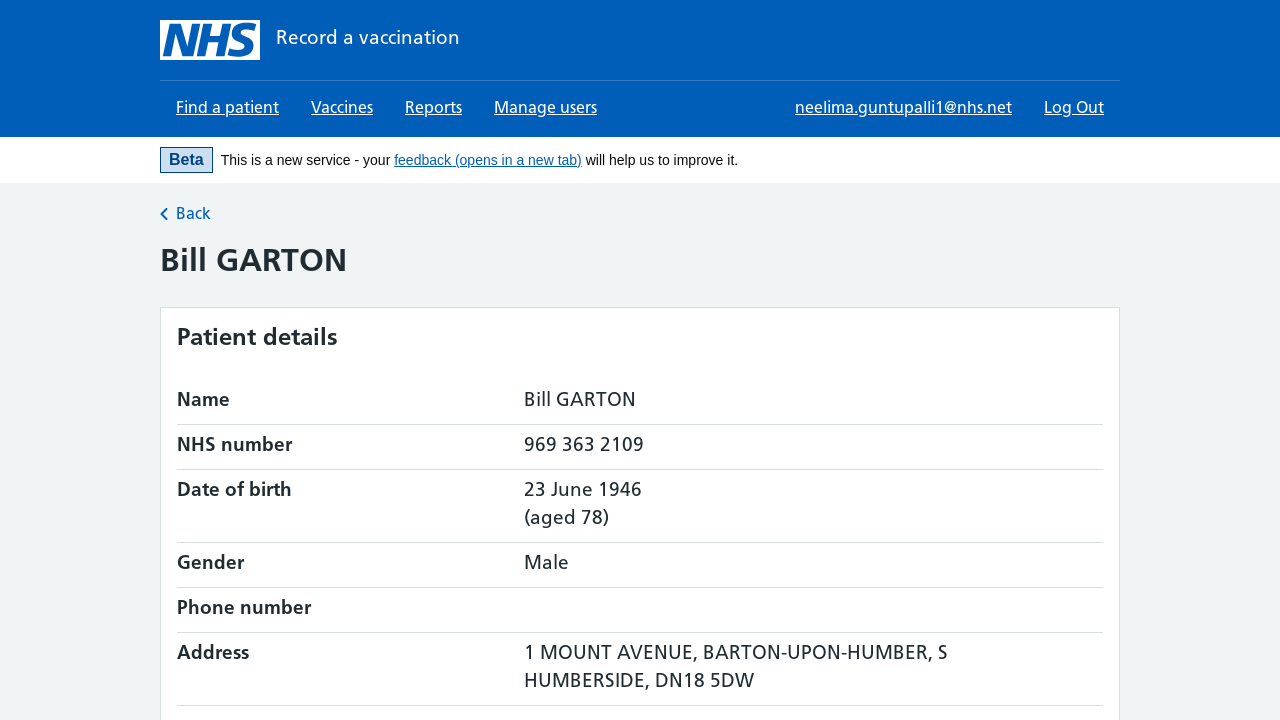 NHS Record a vaccination
Find a patient Vaccines Reports Manage users neelima.guntupalli1@nhs.net Log Out
Beta This is a new service - your feedback (opens in a new tab) will help us to improve it.
Back
Bill GARTON
Patient details
Name Bill GARTON
NHS number 969 363 2109
Date of birth 23 June 1946
(aged 78)
Gender Male
Phone number
Address 1 MOUNT AVENUE, BARTON-UPON-HUMBER, S
HUMBERSIDE, DN18 5DW